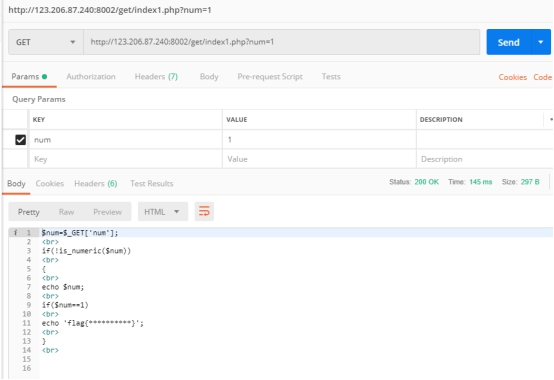 http://123.206.87.240:8002/get/index1.php?num=1
GET http://123.206.87.240:8002/get/index1.php?num=1 Send
Params Authorization Headers (7) Body Pre-request Script Tests Cookies Code
Query Params
KEY VALUE DESCRIPTION
num 1
Key Value Description
Body Cookies Headers (6) Test Results Status: 200 OK Time: 145 ms Size: 297 B
Pretty Raw Preview HTML
i 1 $num=$_GET['num'];
2 <br>
3 if(!is_numeric($num))
4 <br>
5 {
6 <br>
7 echo $num;
8 <br>
9 if($num==1)
10 <br>
11 echo 'flag{**********}';
12 <br>
13 }
14 <br>
15
16